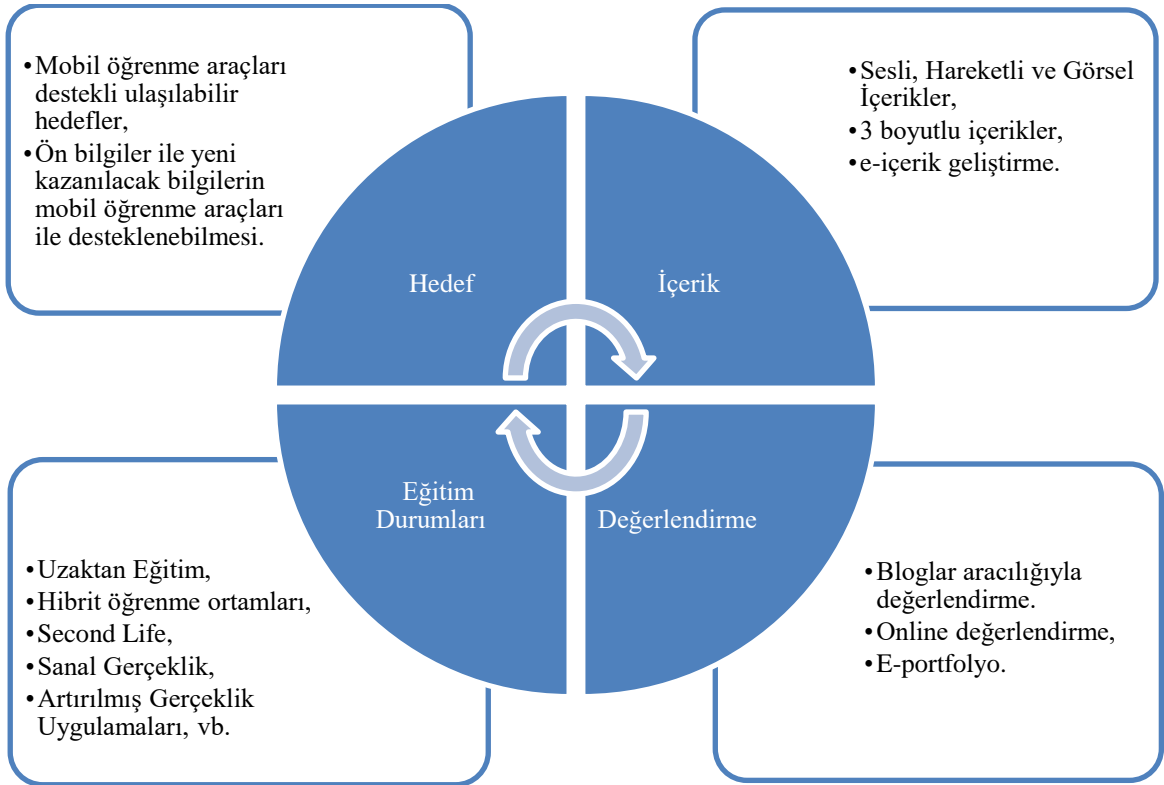 •Mobil öğrenme araçları
destekli ulaşılabilir
hedefler,
•Ön bilgiler ile yeni
kazanılacak bilgilerin
mobil öğrenme araçları
ile desteklenebilmesi.
•Sesli, Hareketli ve Görsel
İçerikler,
•3 boyutlu içerikler,
•e-içerik geliştirme.
Hedef
İçerik
Eğitim
Durumları
Değerlendirme
•Uzaktan Eğitim,
•Hibrit öğrenme ortamları,
•Second Life,
•Sanal Gerçeklik,
•Artırılmış Gerçeklik
Uygulamaları, vb.
•Bloglar aracılığıyla
değerlendirme.
•Online değerlendirme,
•E-portfolyo.